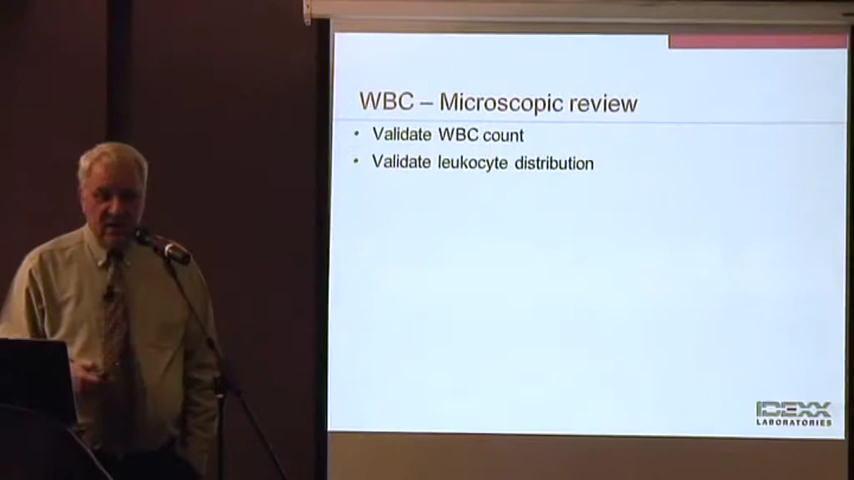 WBC – Microscopic review
• Validate WBC count
• Validate leukocyte distribution
IDEXX
LABORATORIES